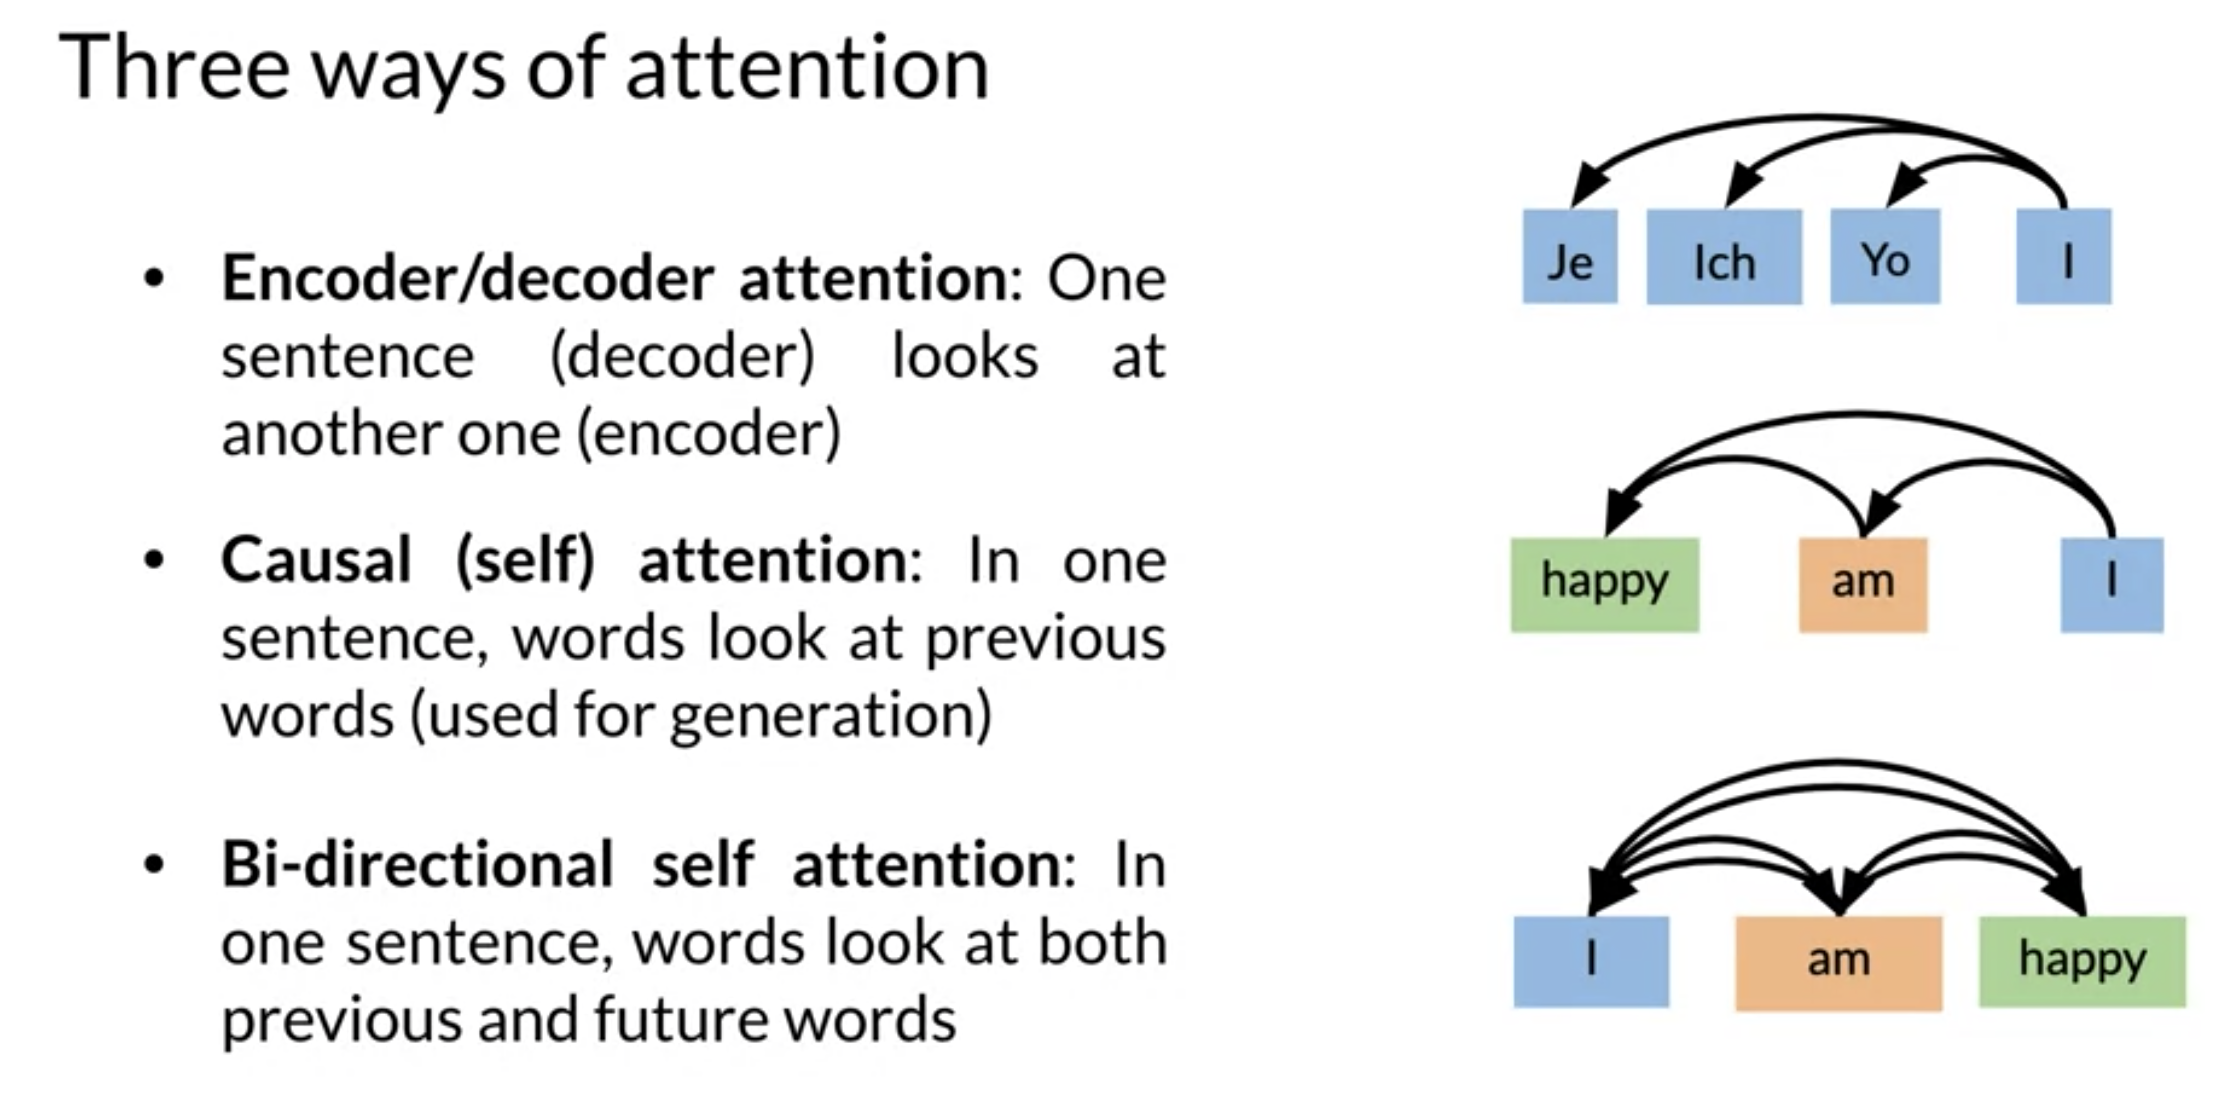 Three ways of attention
• Encoder/decoder attention: One
sentence (decoder) looks at
another one (encoder)
• Causal (self) attention: In one
sentence, words look at previous
words (used for generation)
• Bi-directional self attention: In
one sentence, words look at both
previous and future words
Je Ich Yo I
happy am I
I am happy